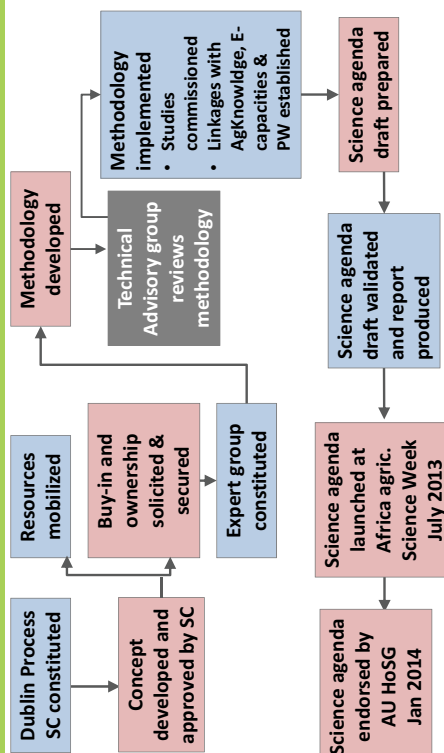 Dublin Process
SC constituted
Concept
developed and
approved by SC
Resources
mobilized
Buy-in and
ownership
solicited &
secured
Expert group
constituted
Methodology
developed
Technical
Advisory group
reviews
methodology
Methodology
implemented
• Studies
commissioned
• Linkages with
AgKnowldge, E-
capacities &
PW established
Science agenda
draft prepared
Science agenda
draft validated
and report
produced
Science agenda
launched at
Africa agric.
Science Week
July 2013
Science agenda
endorsed by
AU HoSG
Jan 2014